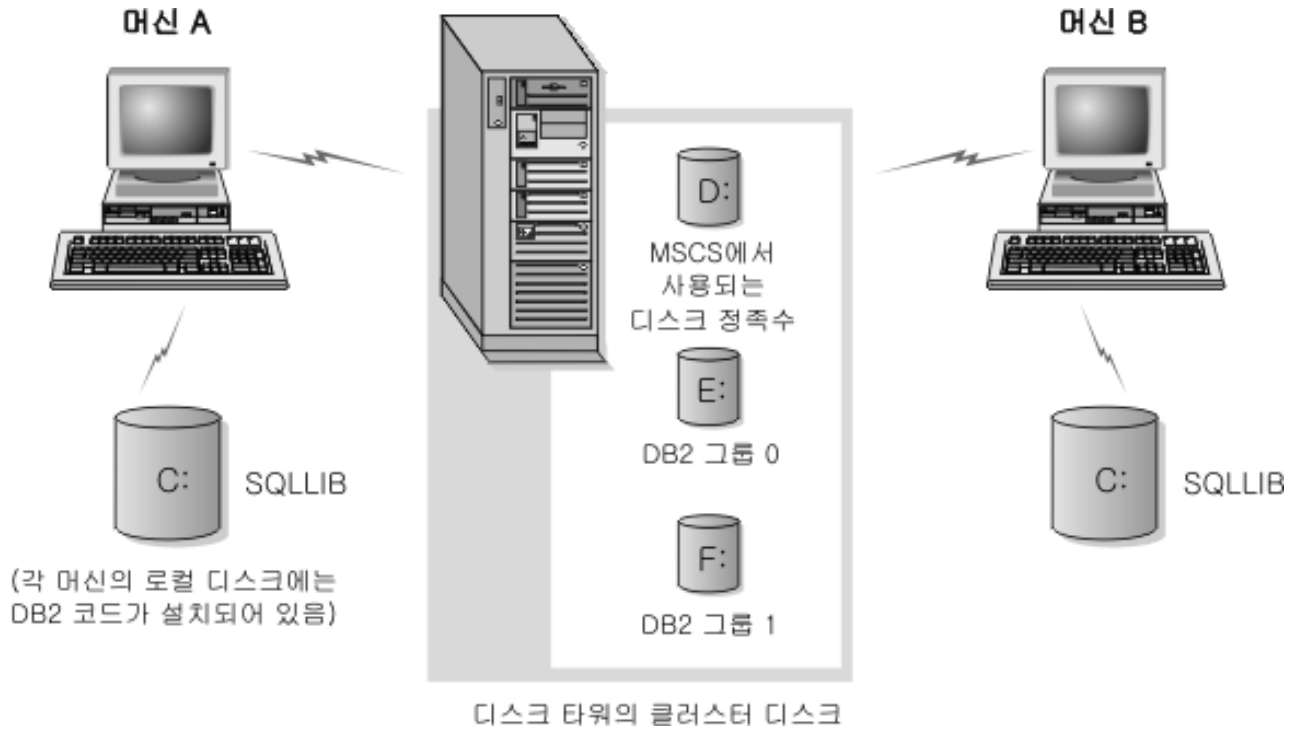 머신 A
머신 B
D:
MSCS에서
사용되는
디스크 정족수
E:
DB2 그룹 0
F:
DB2 그룹 1
C:
SQLLIB
(각 머신의 로컬 디스크에는
DB2 코드가 설치되어 있음)
C:
SQLLIB
디스크 타워의 클러스터 디스크